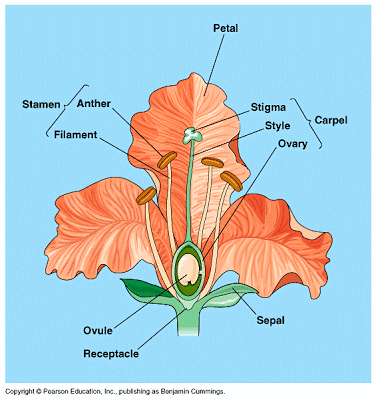 Petal
Stamen
Anther
Filament
Stigma
Style
Ovary
Carpel
Ovule
Receptacle
Sepal
Copyright © Pearson Education, Inc., publishing as Benjamin Cummings.